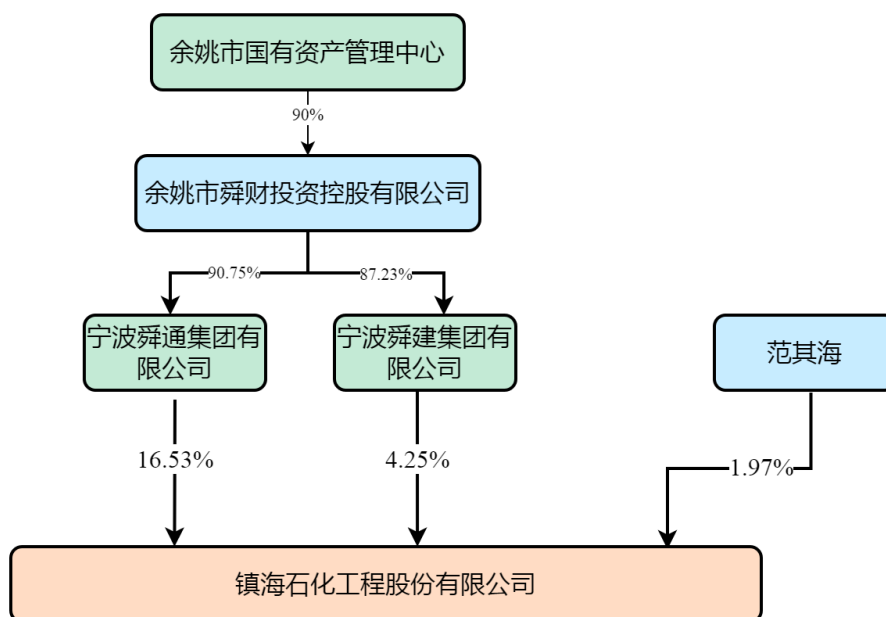 余姚市国有资产管理中心
90%
余姚市舜财投资控股有限公司
90.75%
87.23%
宁波舜通集团有
限公司
宁波舜建集团有
限公司
范其海
16.53%
4.25%
1.97%
镇海石化工程股份有限公司